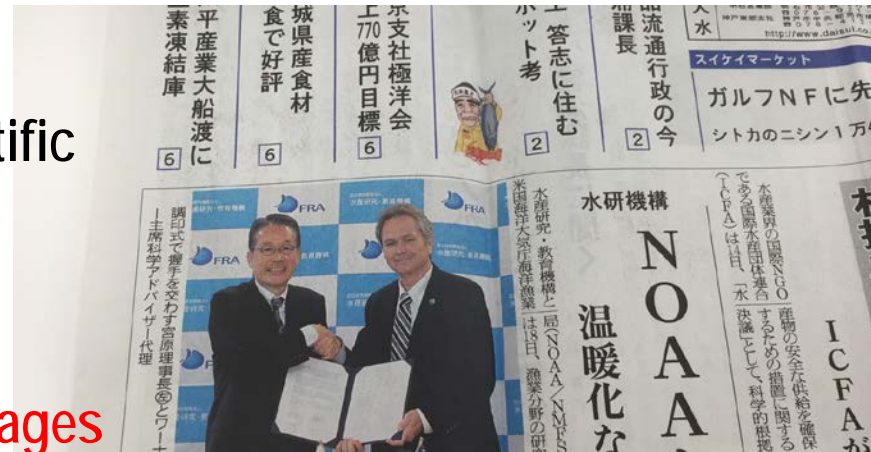 tific
ages
大水
http://www.daisui.co
スイケイマーケット
ガルフNFに先
シトカのニシン1万
品流通行政の今
課長
2
答志に住む
ット考
2
京支社極洋会
上770億円目標
6
城県産食材
食で好評
6
平産業大船渡に
素凍結庫
6
水研機構
NOAA
温暖化な
水産研究・教育機構と
米国海洋大気庁海洋漁業
局(NOAA/NMFS
は18日、漁業分野の研
水産業界の国際NGO
である国際水産団体連合
(ICFA)は14日、「水
産物の安全な供給を確保
するための措置に関する
決議」として、科学的根拠
ICFAが
FRA
FRA
FRA
調印式で握手を交わす宮原理事長㊧とワーナ
ー主席科学アドバイザー代理